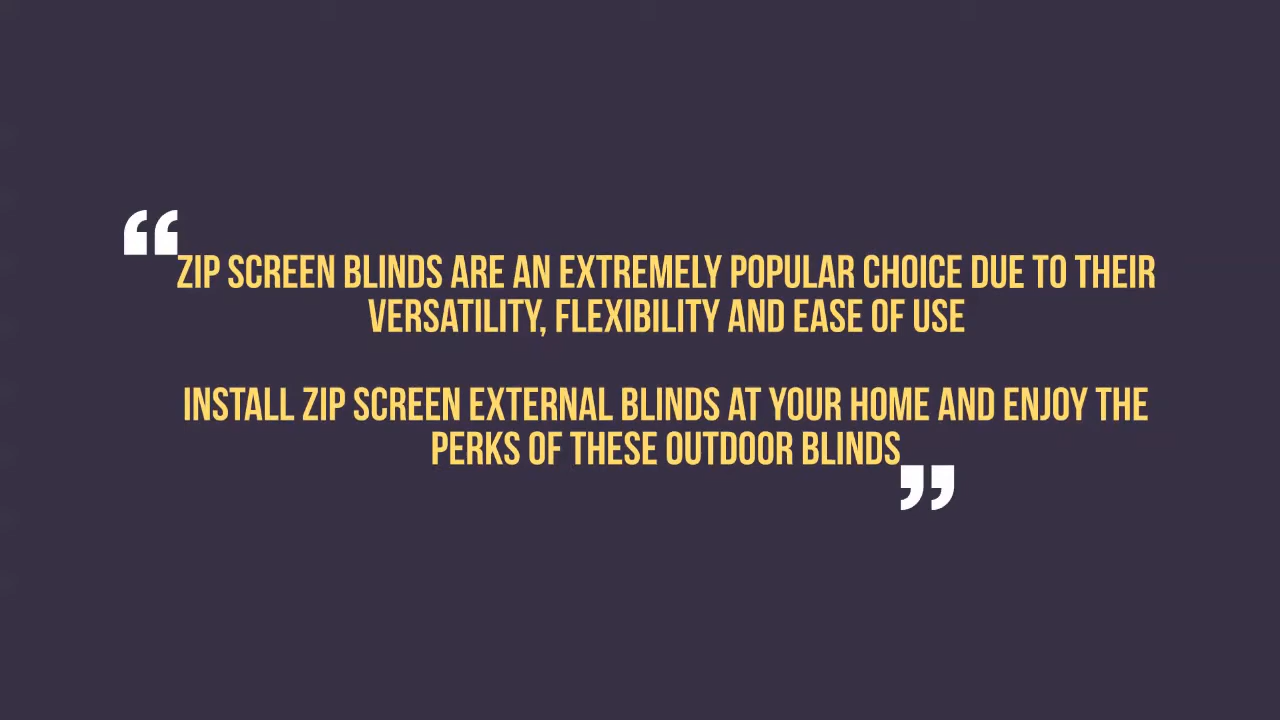 “ZIP SCREEN BLINDS ARE AN EXTREMELY POPULAR CHOICE DUE TO THEIR
VERSATILITY, FLEXIBILITY AND EASE OF USE
INSTALL ZIP SCREEN EXTERNAL BLINDS AT YOUR HOME AND ENJOY THE
PERKS OF THESE OUTDOOR BLINDS”